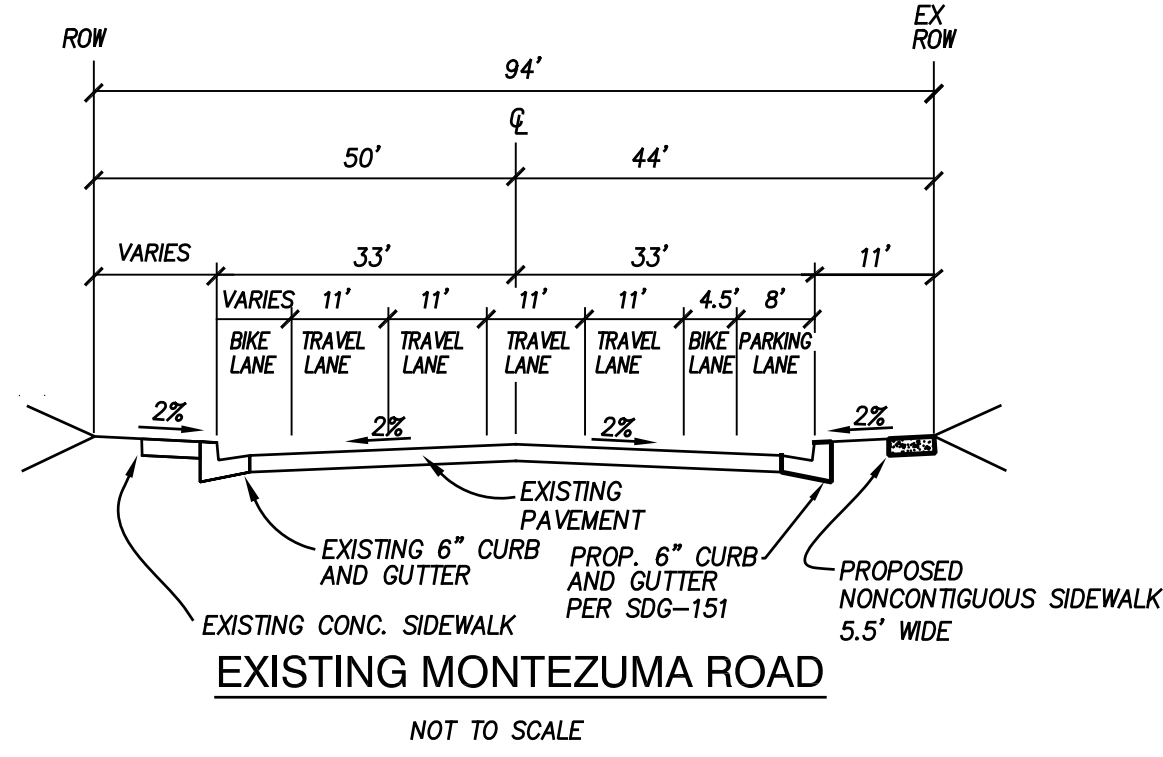 ROW
EX
ROW
94'
℄
50'
44'
VARIES
33'
33'
11'
VARIES
11'
11'
11'
11'
4.5'
8'
BIKE
LANE
TRAVEL
LANE
TRAVEL
LANE
TRAVEL
LANE
TRAVEL
LANE
BIKE
LANE
PARKING
LANE
2%
2%
2%
2%
EXISTING
PAVEMENT
EXISTING 6" CURB
AND GUTTER
PROP. 6" CURB
AND GUTTER
PER SDG-151
PROPOSED
NONCONTIGUOUS SIDEWALK
5.5' WIDE
EXISTING CONC. SIDEWALK
EXISTING MONTEZUMA ROAD
NOT TO SCALE